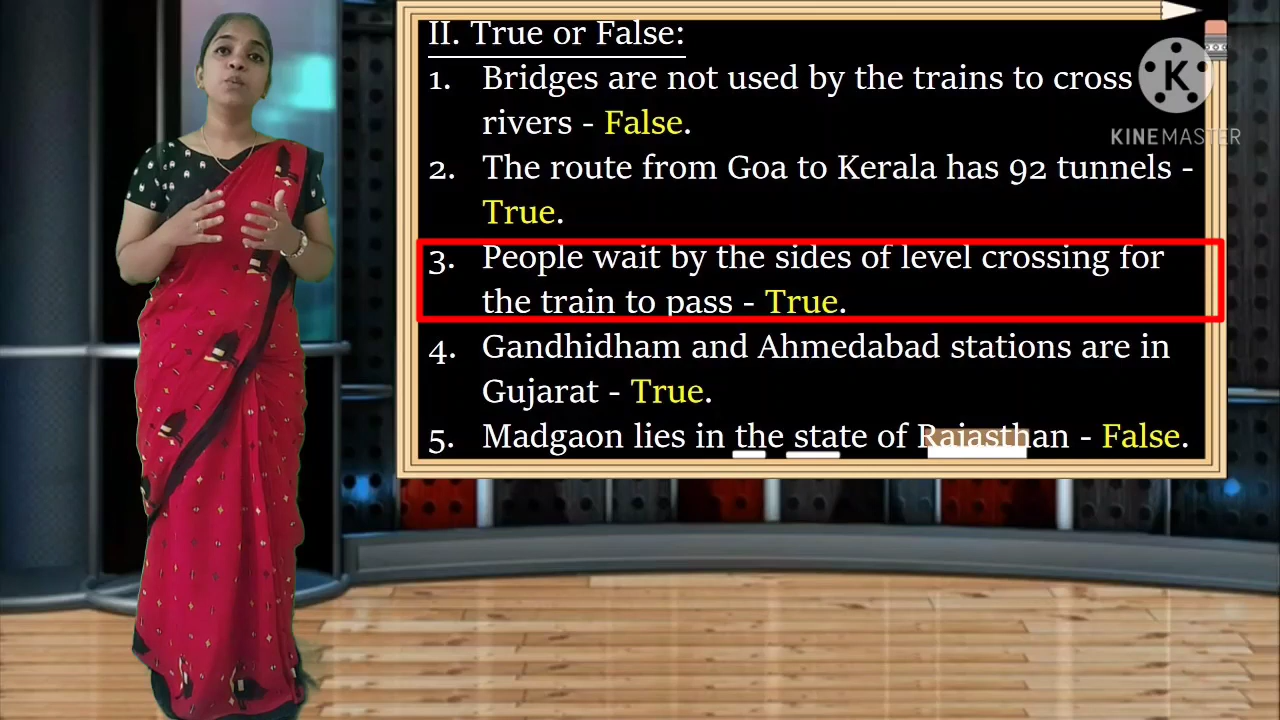 II. True or False:
1. Bridges are not used by the trains to cross
rivers - False.
2. The route from Goa to Kerala has 92 tunnels -
True.
3. People wait by the sides of level crossing for
the train to pass - True.
4. Gandhidham and Ahmedabad stations are in
Gujarat - True.
5. Madgaon lies in the state of Rajasthan - False.
K
KINEMASTER